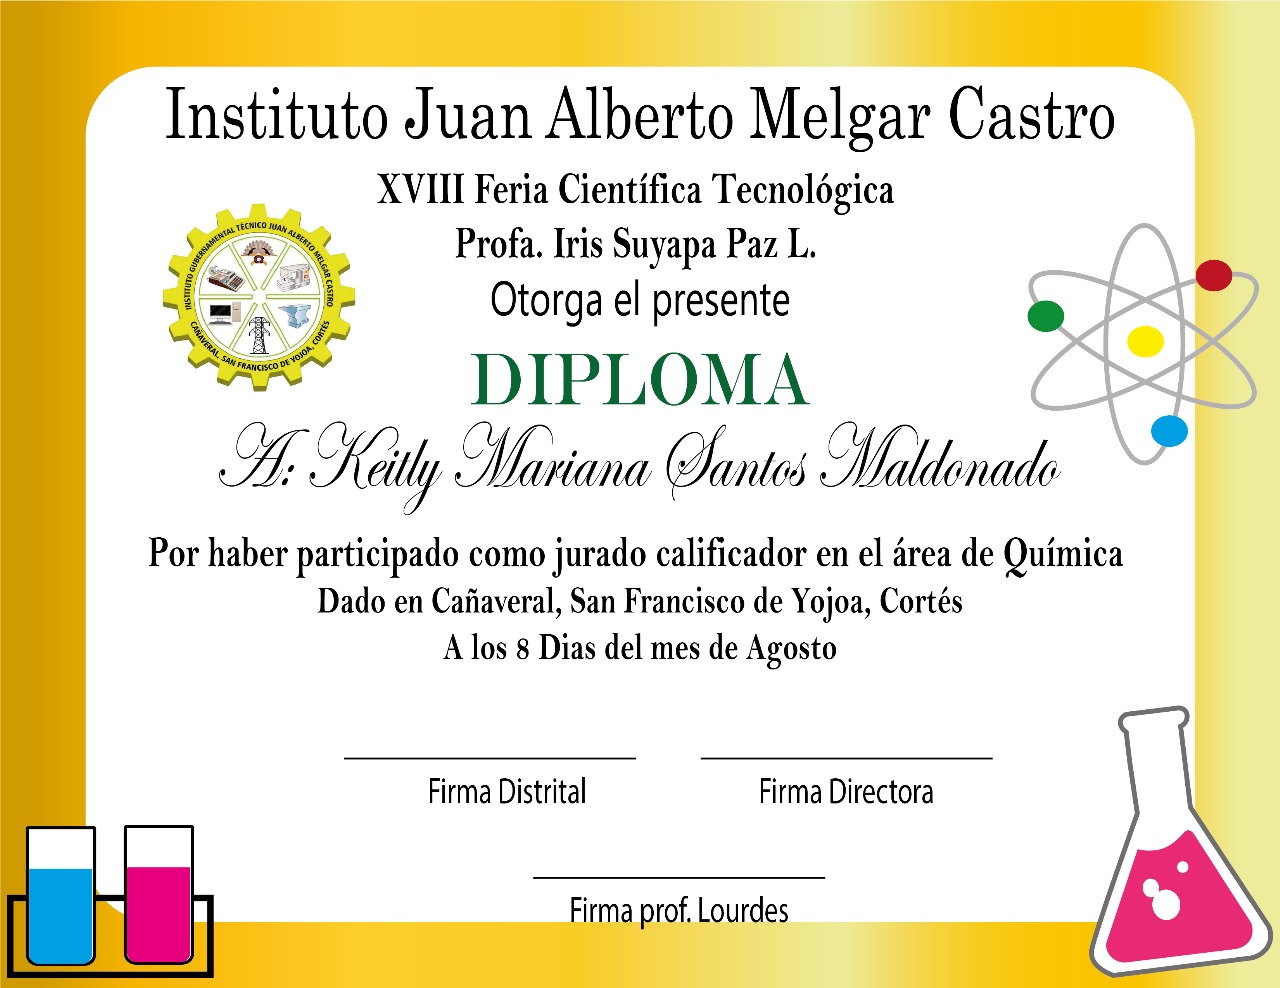 Instituto Juan Alberto Melgar Castro
XVIII Feria Científica Tecnológica
Profa. Iris Suyapa Paz L.
Otorga el presente
INSTITUTO GUBERNAMENTAL TÉCNICO JUAN ALBERTO MELGAR CASTRO
CAÑAVERAL, SAN FRANCISCO DE YOJOA, CORTÉS
DIPLOMA
A: Keitly Mariana Santos Maldonado
Por haber participado como jurado calificador en el área de Química
Dado en Cañaveral, San Francisco de Yojoa, Cortés
A los 8 Dias del mes de Agosto
Firma Distrital
Firma Directora
Firma prof. Lourdes